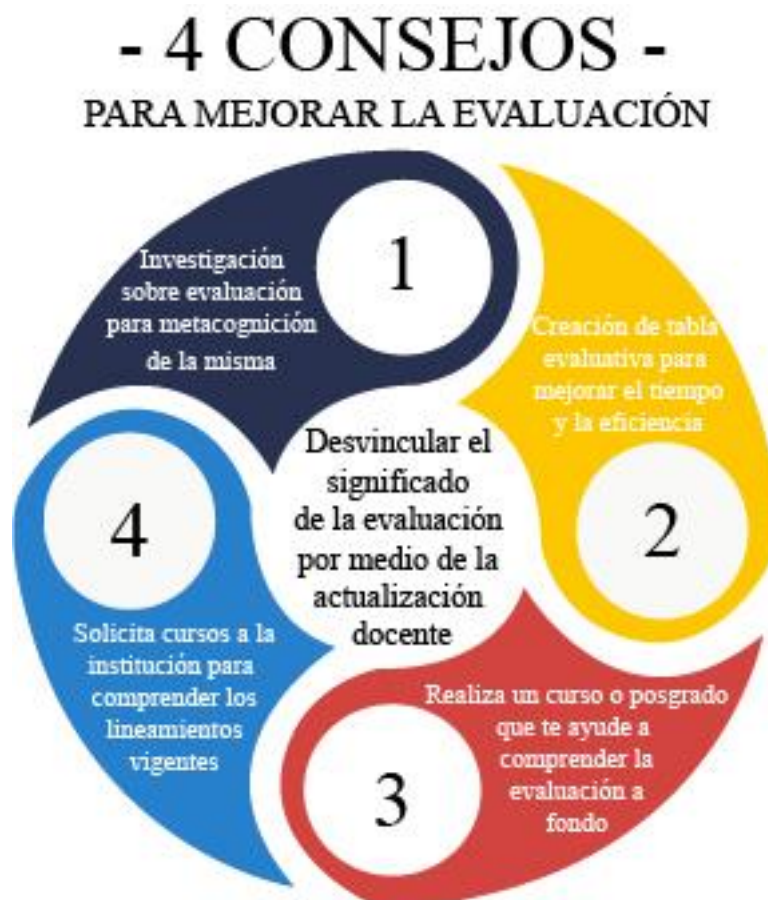 - 4 CONSEJOS -
PARA MEJORAR LA EVALUACIÓN
1
Investigación
sobre evaluación
para metacognición
de la misma
2
Creación de tabla
evaluativa para
mejorar el tiempo
y la eficiencia
3
Realiza un curso o posgrado
que te ayude a
comprender la
evaluación a
fondo
4
Solicita cursos a la
institución para
comprender los
lineamientos
vigentes
Desvincular el
significado
de la evaluación
por medio de la
actualización
docente